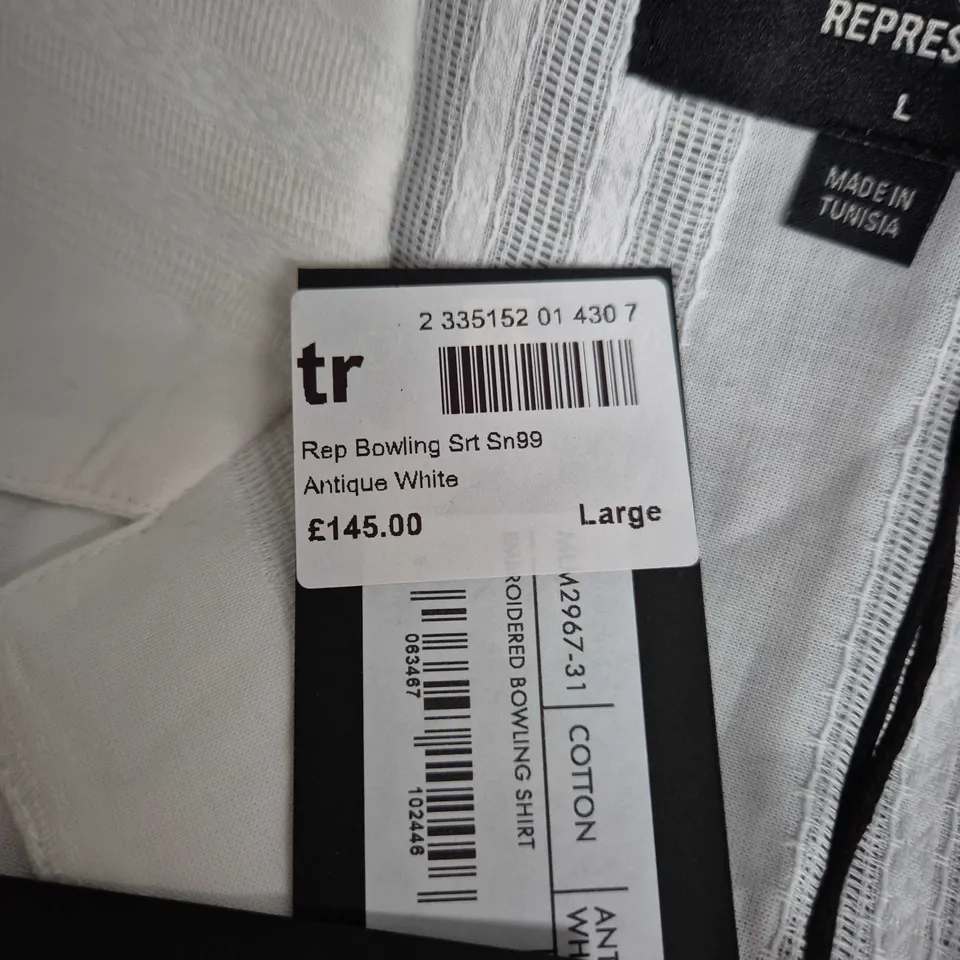 REPRES
L
MADE IN
TUNISIA
2 335152 01 430 7
tr
Rep Bowling Srt Sn99
Antique White
£145.00
Large
M2967-31
COTTON
ROIDERED BOWLING SHIRT
063467
102446
ANT
WH